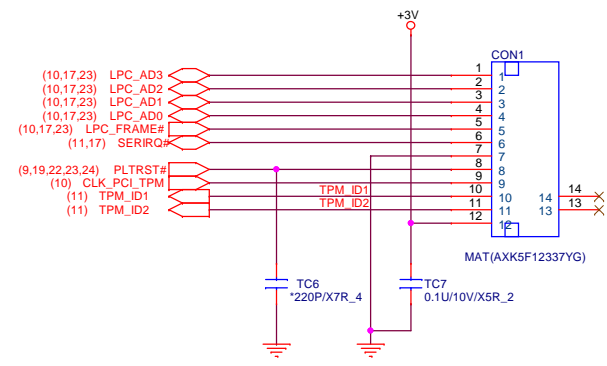 +3V
CON1
(10,17,23) LPC_AD3 1 1
(10,17,23) LPC_AD2 2 2
(10,17,23) LPC_AD1 3 3
(10,17,23) LPC_AD0 4 4
(10,17,23) LPC_FRAME# 5 5
(11,17) SERIRQ# 6 6
7 7
(9,19,22,23,24) PLTRST# 8 8
(10) CLK_PCI_TPM 9 9
(11) TPM_ID1 TPM_ID1 10 10 14 14
(11) TPM_ID2 TPM_ID2 11 11 13 13
12 12
MAT(AXK5F12337YG)
TC6
*220P/X7R_4
TC7
0.1U/10V/X5R_2